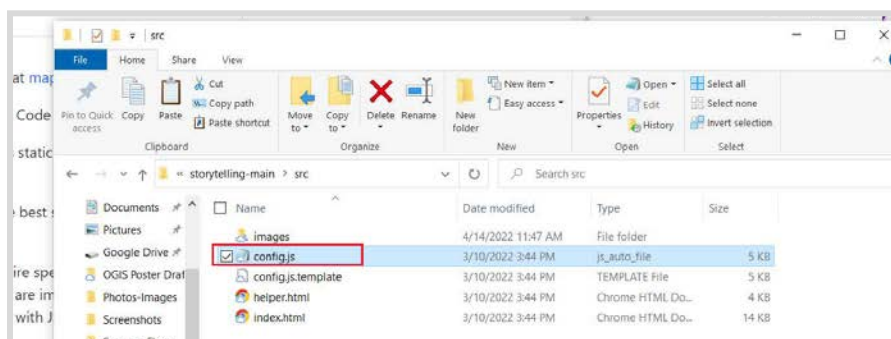 src
File Home Share View
at map
Code
static
best
ire spe
are im
with J
Pin to Quick access
Copy
Paste
Cut
Copy path
Paste shortcut
Clipboard
Move to
Copy to
Delete
Rename
Organize
New folder
New item
Easy access
New
Properties
Open
Edit
History
Open
Select all
Select none
Invert selection
Select
« storytelling-main > src
Search src
Documents
Pictures
Google Drive
OGIS Poster Draf
Photos-Images
Screenshots
Name Date modified Type Size
images 4/14/2022 11:47 AM File folder
config.js 3/10/2022 3:44 PM js_auto_file 5 KB
config.js.template 3/10/2022 3:44 PM TEMPLATE File 5 KB
helper.html 3/10/2022 3:44 PM Chrome HTML Do... 4 KB
index.html 3/10/2022 3:44 PM Chrome HTML Do... 14 KB